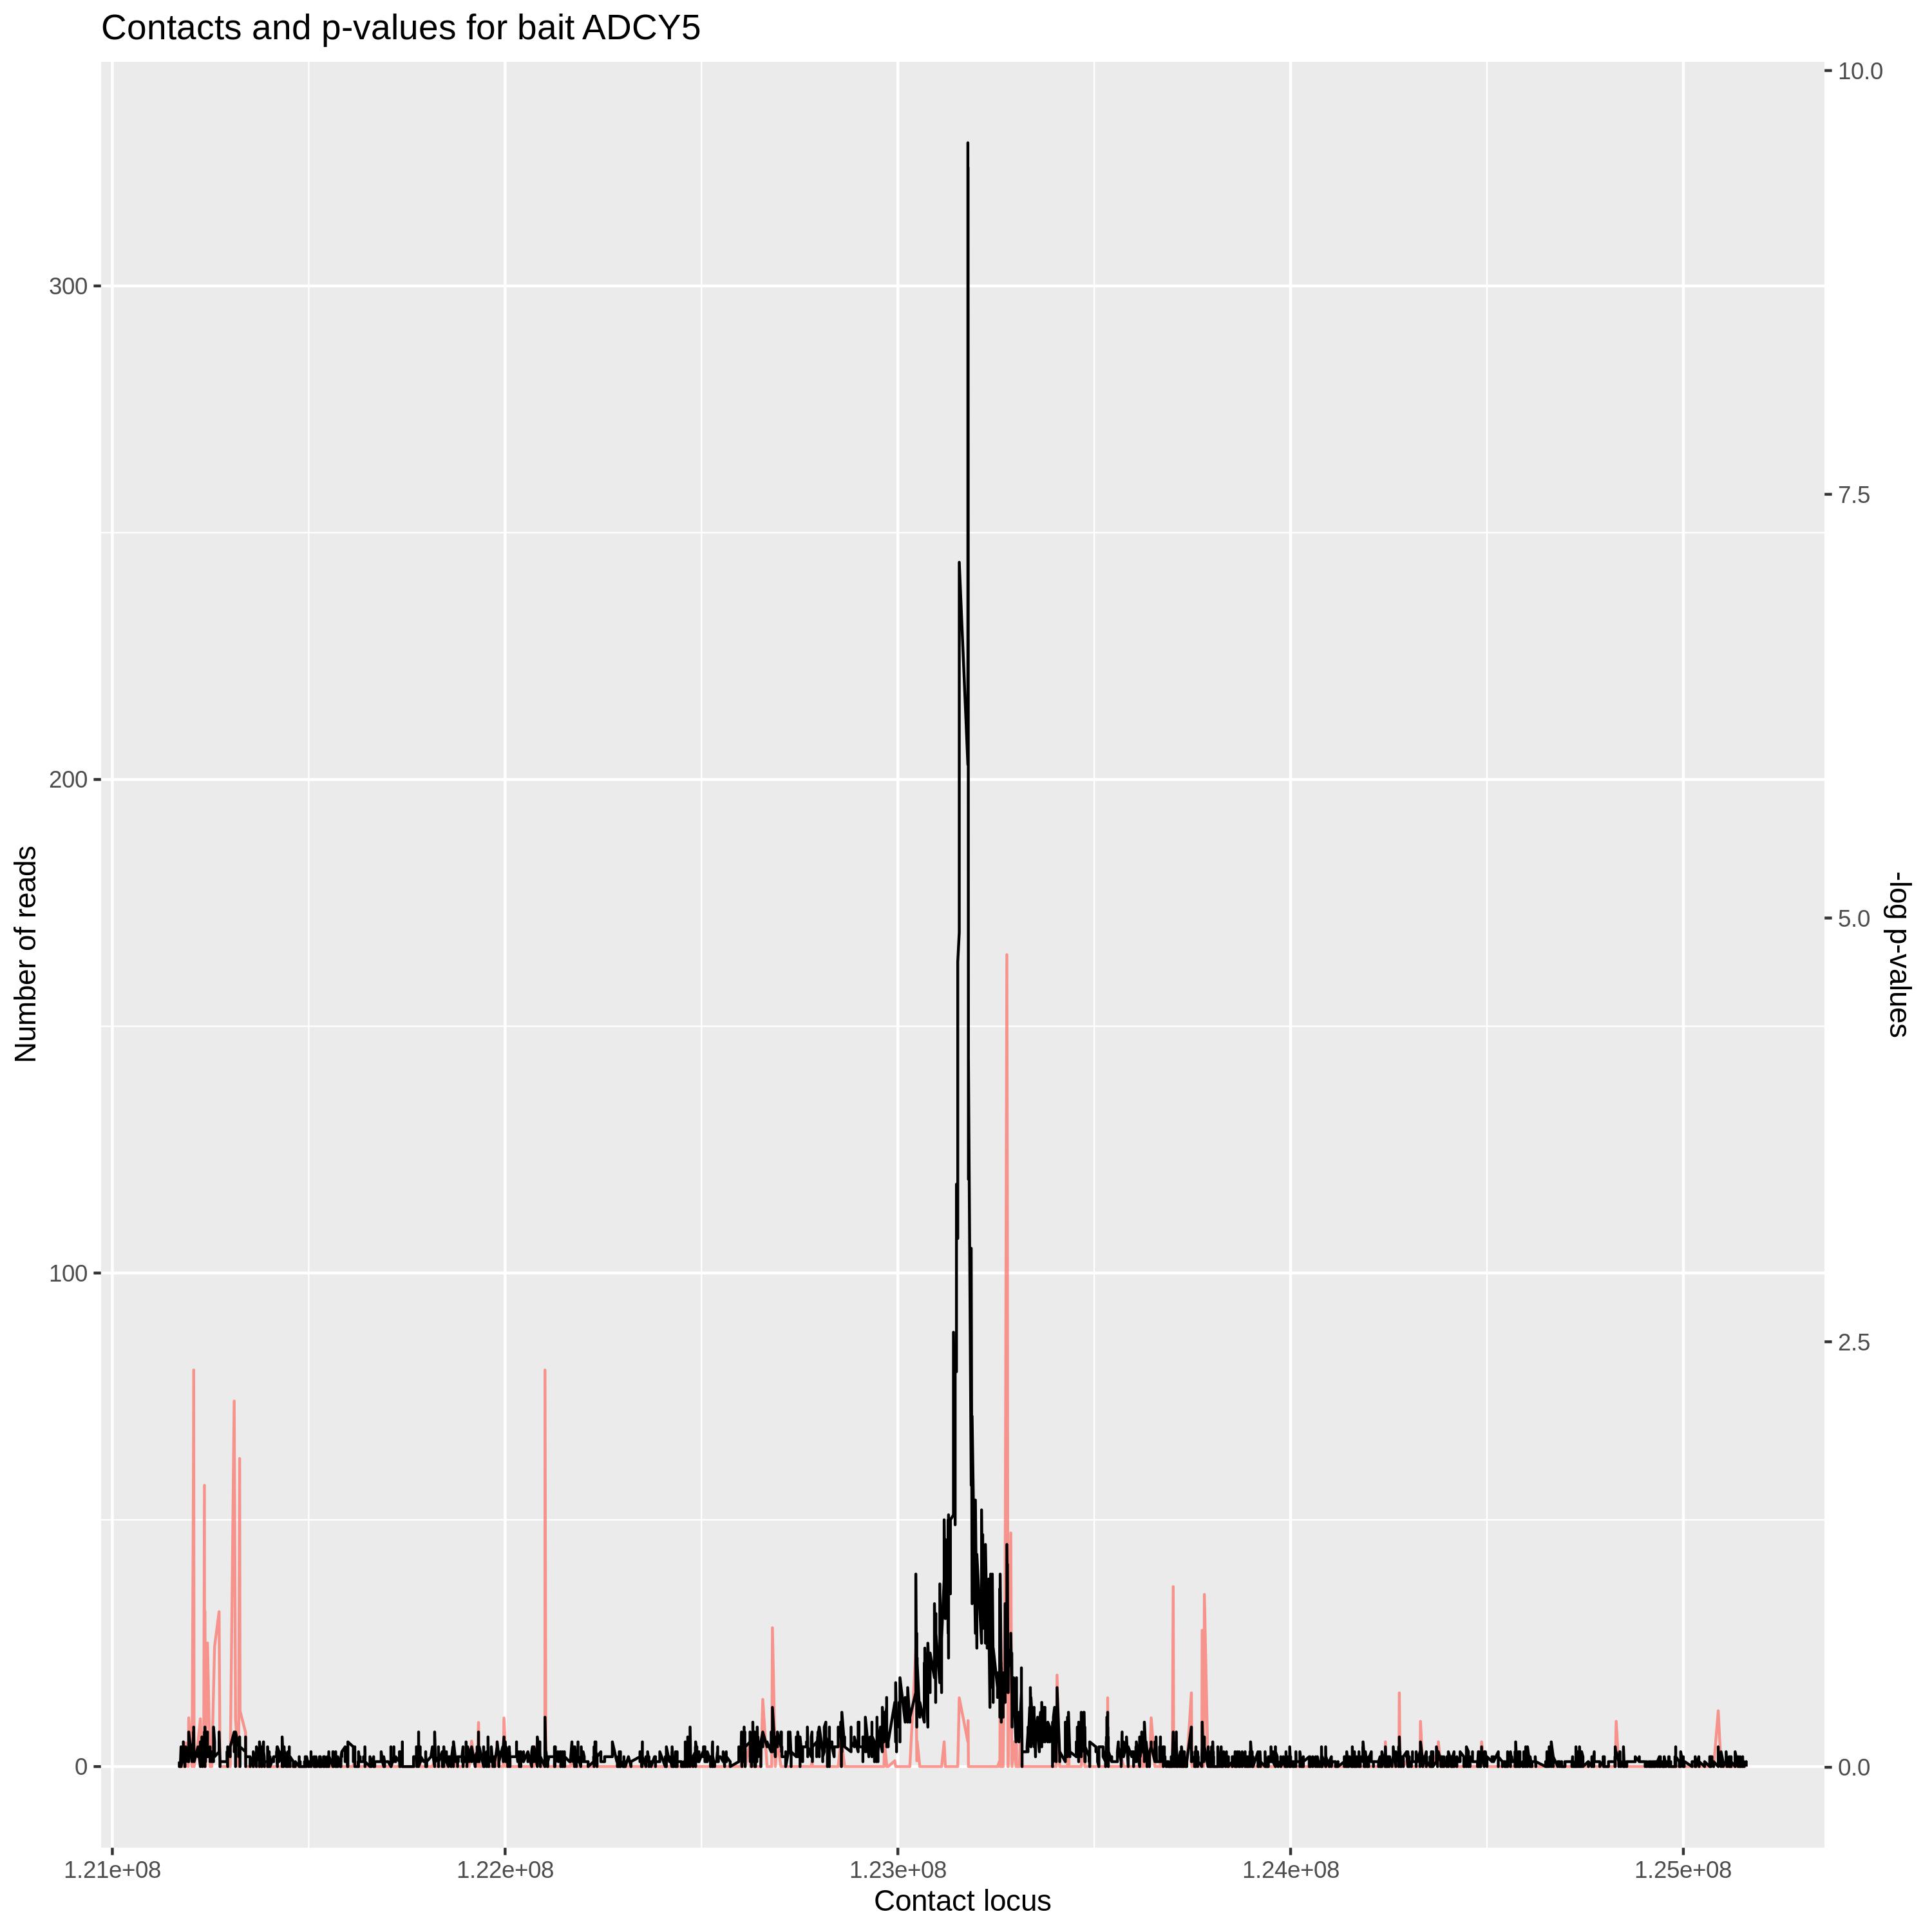 Contacts and p-values for bait ADCY5
10.0
300
7.5
200
5.0
Number of reads
-log p-values
100
2.5
0
0.0
1.21e+08
1.22e+08
1.23e+08
1.24e+08
1.25e+08
Contact locus